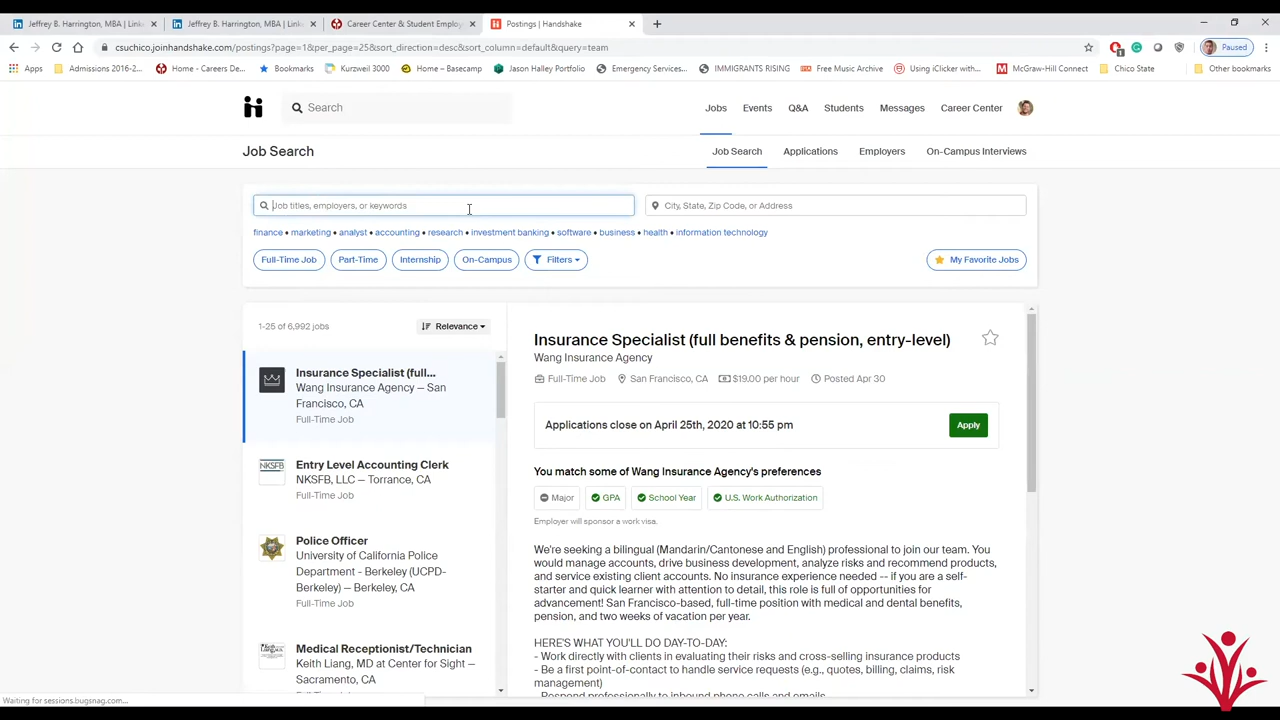 Jeffrey B. Harrington, MBA | Linke
Jeffrey B. Harrington, MBA | Linke
Career Center & Student Employ
Postings | Handshake
csuchico.joinhandshake.com/postings?page=1&per_page=25&sort_direction=desc&sort_column=default&query=team
Paused
Apps
Admissions 2016-2...
Home - Careers De...
Bookmarks
Kurzweil 3000
Home – Basecamp
Jason Halley Portfolio
Emergency Services...
IMMIGRANTS RISING
Free Music Archive
Using iClicker with...
McGraw-Hill Connect
Chico State
Other bookmarks
Search
Jobs
Events
Q&A
Students
Messages
Career Center
Job Search
Job Search
Applications
Employers
On-Campus Interviews
Job titles, employers, or keywords
City, State, Zip Code, or Address
finance • marketing • analyst • accounting • research • investment banking • software • business • health • information technology
Full-Time Job
Part-Time
Internship
On-Campus
Filters
My Favorite Jobs
1-25 of 6,992 jobs
Relevance
Insurance Specialist (full...
Wang Insurance Agency — San
Francisco, CA
Full-Time Job
NKSFB
Entry Level Accounting Clerk
NKSFB, LLC — Torrance, CA
Full-Time Job
Police Officer
University of California Police
Department - Berkeley (UCPD-
Berkeley) — Berkeley, CA
Full-Time Job
Medical Receptionist/Technician
Keith Liang, MD at Center for Sight —
Sacramento, CA
Full-Time Job
Insurance Specialist (full benefits & pension, entry-level)
Wang Insurance Agency
Full-Time Job
San Francisco, CA
$19.00 per hour
Posted Apr 30
Applications close on April 25th, 2020 at 10:55 pm
Apply
You match some of Wang Insurance Agency's preferences
Major
GPA
School Year
U.S. Work Authorization
Employer will sponsor a work visa.
We're seeking a bilingual (Mandarin/Cantonese and English) professional to join our team. You
would manage accounts, drive business development, analyze risks and recommend products,
and service existing client accounts. No insurance experience needed -- if you are a self-
starter and quick learner with attention to detail, this role is full of opportunities for
advancement! San Francisco-based, full-time position with medical and dental benefits,
pension, and two weeks of vacation per year.
HERE'S WHAT YOU'LL DO DAY-TO-DAY:
- Work directly with clients in evaluating their risks and cross-selling insurance products
- Be a first point-of-contact to handle service requests (e.g., quotes, billing, claims, risk
management)
- Respond professionally to inbound phone calls and emails
Waiting for sessions.bugsnag.com...